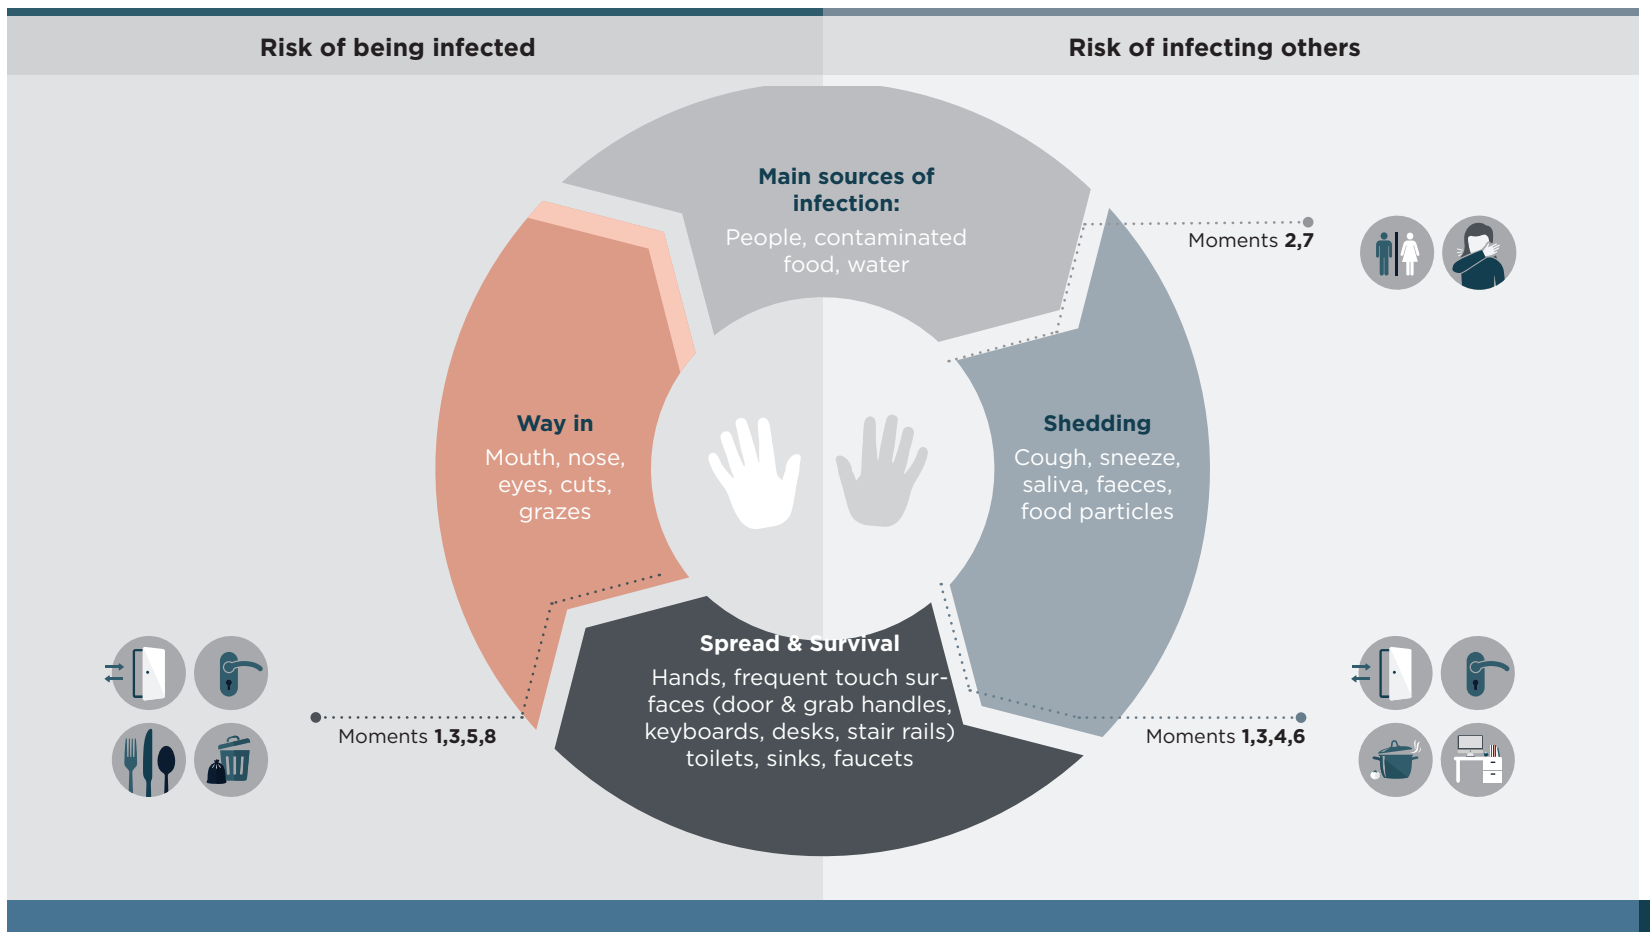 Risk of being infected
Risk of infecting others
Main sources of
infection:
People, contaminated
food, water
Moments 2,7
Way in
Mouth, nose,
eyes, cuts,
grazes
Shedding
Cough, sneeze,
saliva, faeces,
food particles
Spread & Survival
Hands, frequent touch sur-
faces (door & grab handles,
keyboards, desks, stair rails)
toilets, sinks, faucets
Moments 1,3,5,8
Moments 1,3,4,6